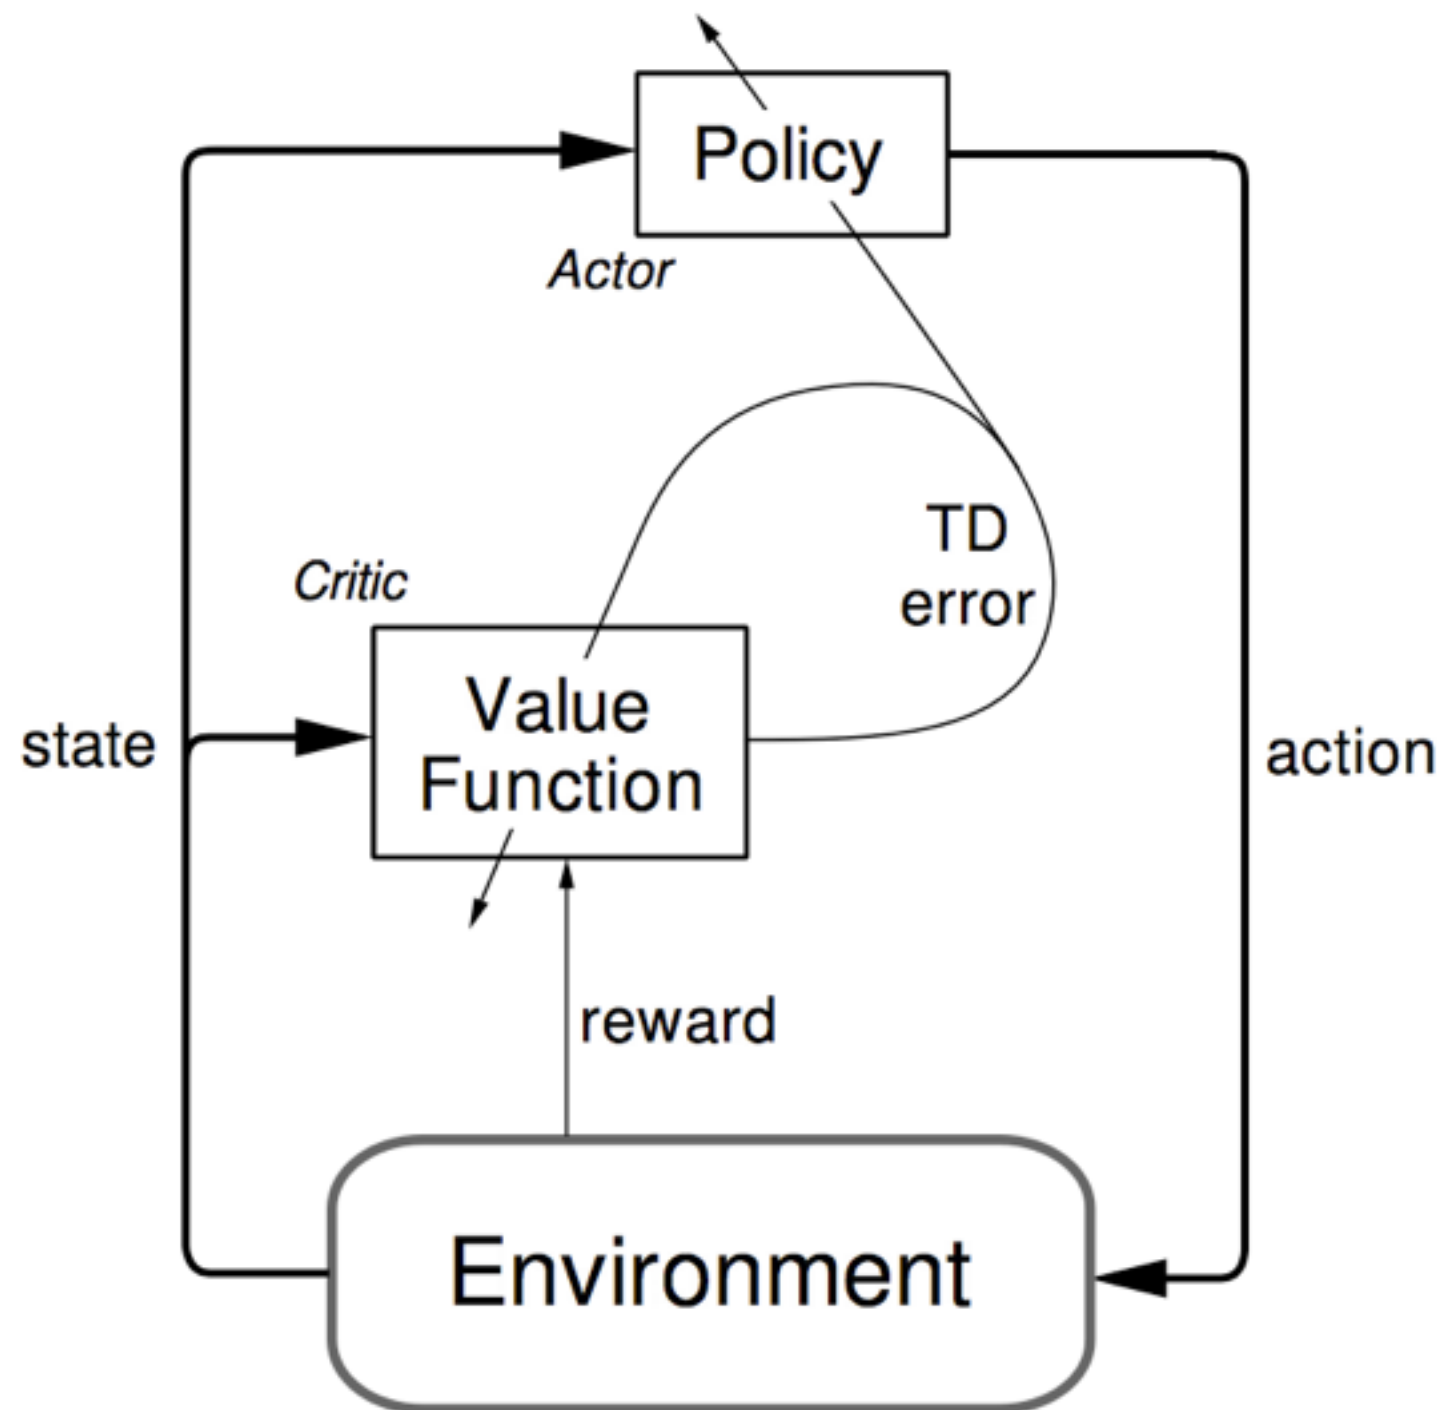 Policy
Actor
TD
error
Critic
Value
Function
state
action
reward
Environment